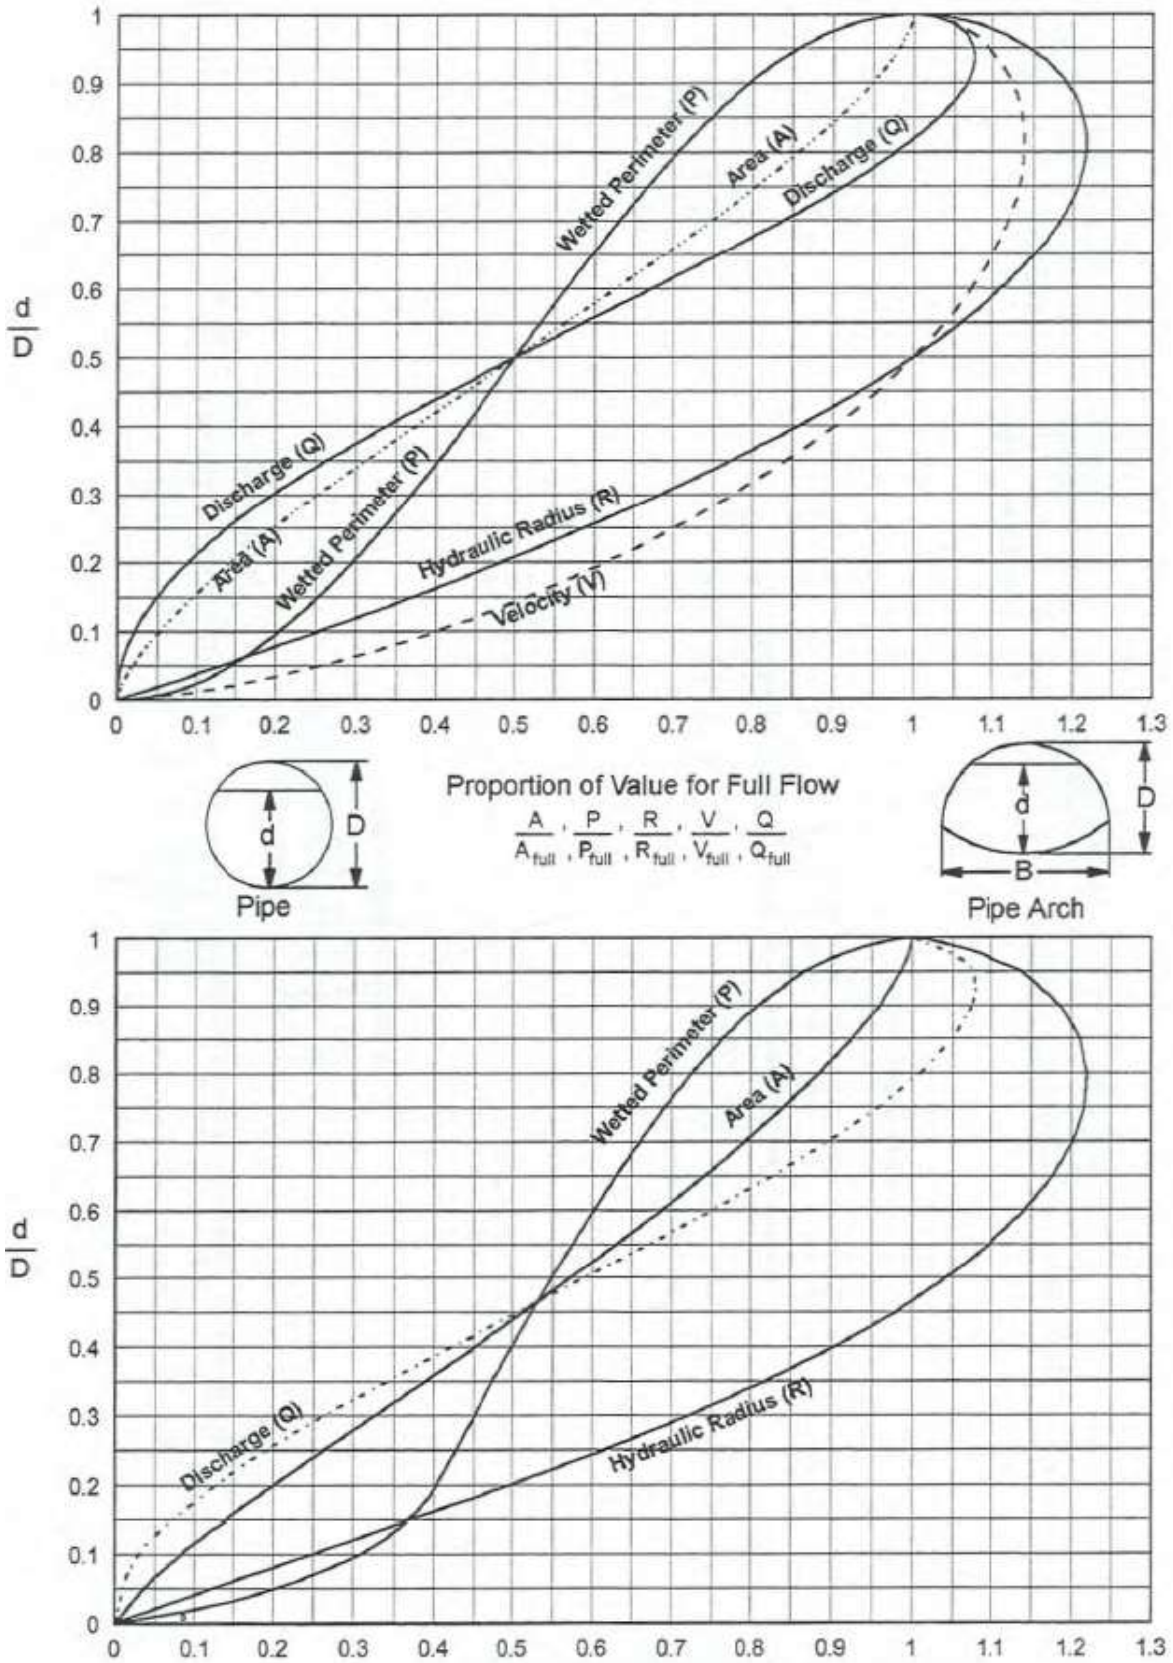 1
0.9
0.8
0.7
0.6
0.5
0.4
0.3
0.2
0.1
0
d
D
Wetted Perimeter (P)
Area (A)
Discharge (Q)
Discharge (Q)
Area (A)
Wetted Perimeter (P)
Hydraulic Radius (R)
Velocity (V)
0 0.1 0.2 0.3 0.4 0.5 0.6 0.7 0.8 0.9 1 1.1 1.2 1.3
d
D
Pipe
Proportion of Value for Full Flow
A , P , R , V , Q
Afull , Pfull , Rfull , Vfull , Qfull
d
D
B
Pipe Arch
1
0.9
0.8
0.7
0.6
0.5
0.4
0.3
0.2
0.1
0
d
D
Wetted Perimeter (P)
Area (A)
Discharge (Q)
Hydraulic Radius (R)
0 0.1 0.2 0.3 0.4 0.5 0.6 0.7 0.8 0.9 1 1.1 1.2 1.3